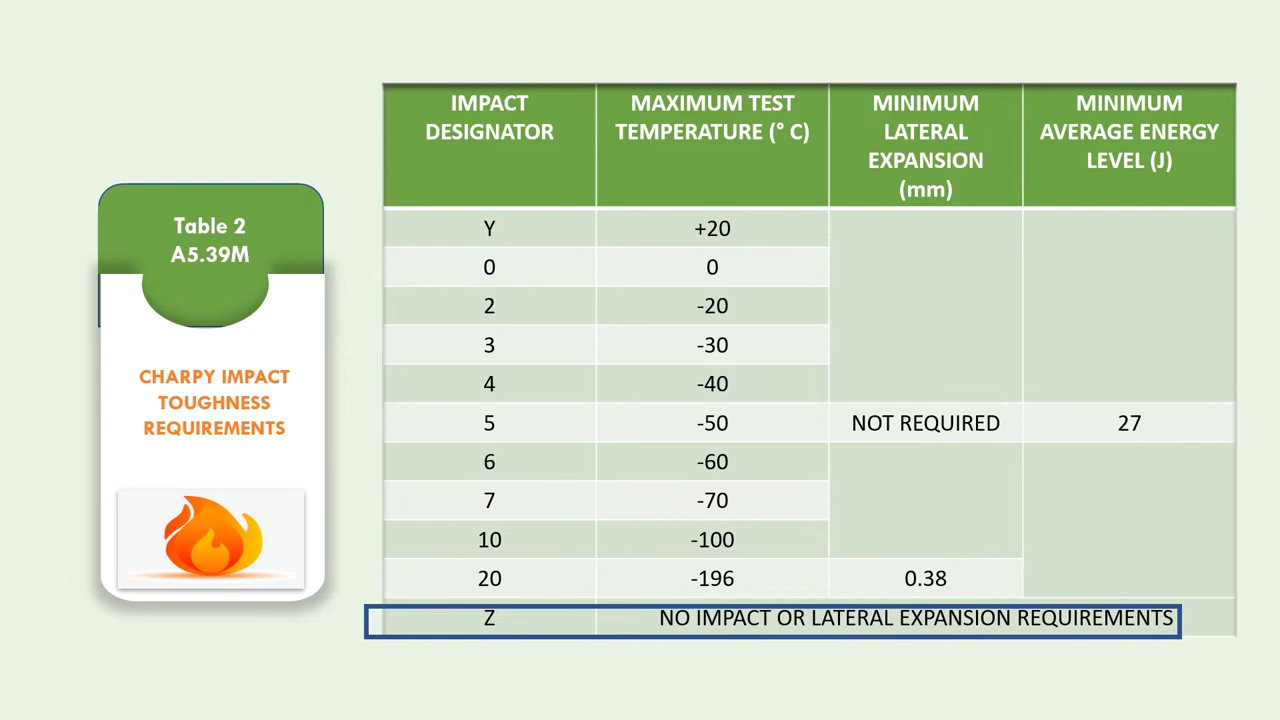 Table 2
A5.39M
CHARPY IMPACT
TOUGHNESS
REQUIREMENTS
IMPACT
DESIGNATOR
MAXIMUM TEST
TEMPERATURE (° C)
MINIMUM
LATERAL
EXPANSION
(mm)
MINIMUM
AVERAGE ENERGY
LEVEL (J)
Y +20
0 0
2 -20
3 -30
4 -40
5 -50 NOT REQUIRED 27
6 -60
7 -70
10 -100
20 -196 0.38
Z NO IMPACT OR LATERAL EXPANSION REQUIREMENTS